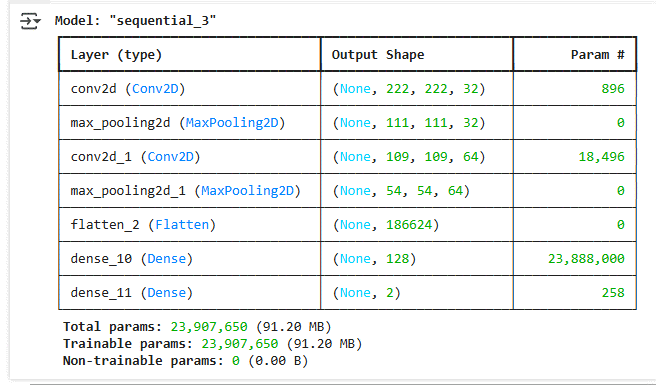 Model: "sequential_3"
Layer (type) Output Shape Param #
conv2d (Conv2D) (None, 222, 222, 32) 896
max_pooling2d (MaxPooling2D) (None, 111, 111, 32) 0
conv2d_1 (Conv2D) (None, 109, 109, 64) 18,496
max_pooling2d_1 (MaxPooling2D) (None, 54, 54, 64) 0
flatten_2 (Flatten) (None, 186624) 0
dense_10 (Dense) (None, 128) 23,888,000
dense_11 (Dense) (None, 2) 258
Total params: 23,907,650 (91.20 MB)
Trainable params: 23,907,650 (91.20 MB)
Non-trainable params: 0 (0.00 B)